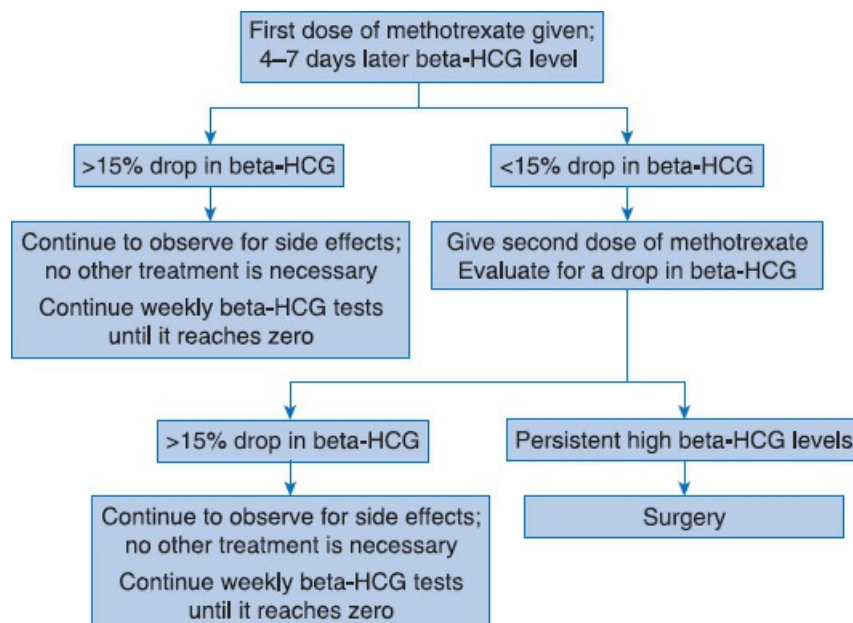 First dose of methotrexate given;
4–7 days later beta-HCG level
>15% drop in beta-HCG
<15% drop in beta-HCG
Continue to observe for side effects;
no other treatment is necessary
Continue weekly beta-HCG tests
until it reaches zero
Give second dose of methotrexate
Evaluate for a drop in beta-HCG
>15% drop in beta-HCG
Persistent high beta-HCG levels
Continue to observe for side effects;
no other treatment is necessary
Continue weekly beta-HCG tests
until it reaches zero
Surgery